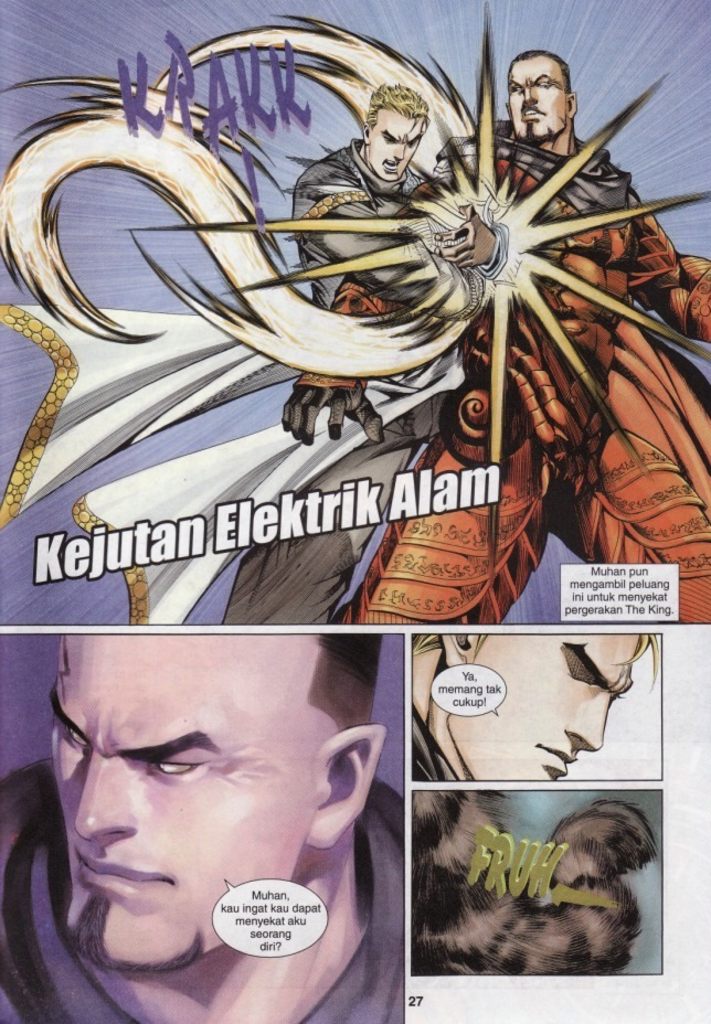 KRAKK!
Kejutan Elektrik Alam
Muhan pun
mengambil peluang
ini untuk menyekat
pergerakan The King.
Muhan,
kau ingat kau dapat
menyekat aku
seorang
diri?
Ya,
memang tak
cukup!
FRUH
27